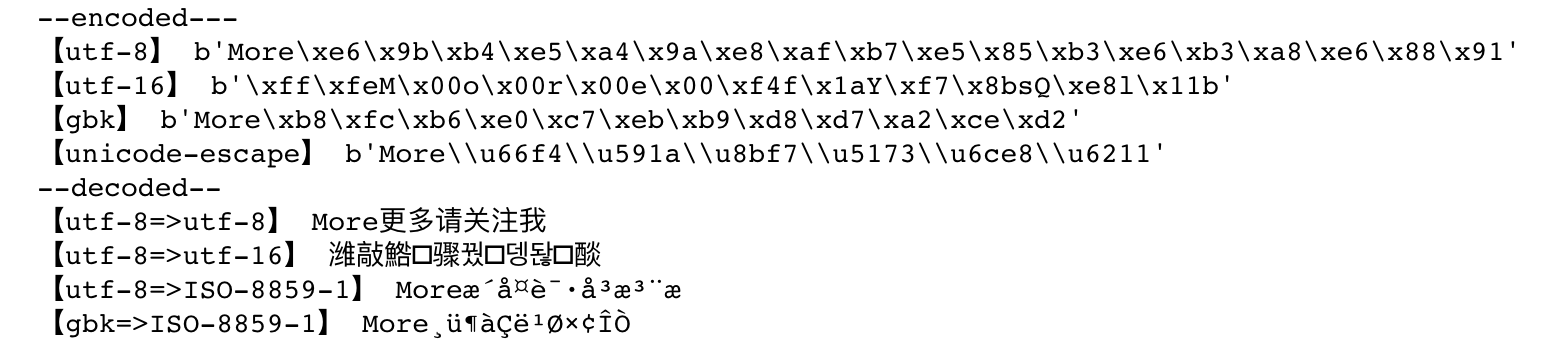 --encoded---
【utf-8】 b'More\xe6\x9b\xb4\xe5\xa4\x9a\xe8\xaf\xb7\xe5\x85\xb3\xe6\xb3\xa8\xe6\x88\x91'
【utf-16】 b'\xff\xfeM\x00o\x00r\x00e\x00\xf4f\x1aY\xf7\x8bsQ\xe8l\x11b'
【gbk】 b'More\xb8\xfc\xb6\xe0\xc7\xeb\xb9\xd8\xd7\xa2\xce\xd2'
【unicode-escape】 b'More\\u66f4\\u591a\\u8bf7\\u5173\\u6ce8\\u6211'
--decoded--
【utf-8=>utf-8】 More更多请关注我
【utf-8=>utf-16】 潍敲鯦□骤꿨□뎅돦□醈
【utf-8=>ISO-8859-1】 Moreæ´å¤è¯·å³æ³¨æ
【gbk=>ISO-8859-1】 More¸ü¶àÇë¹Ø×¢ÎÒ